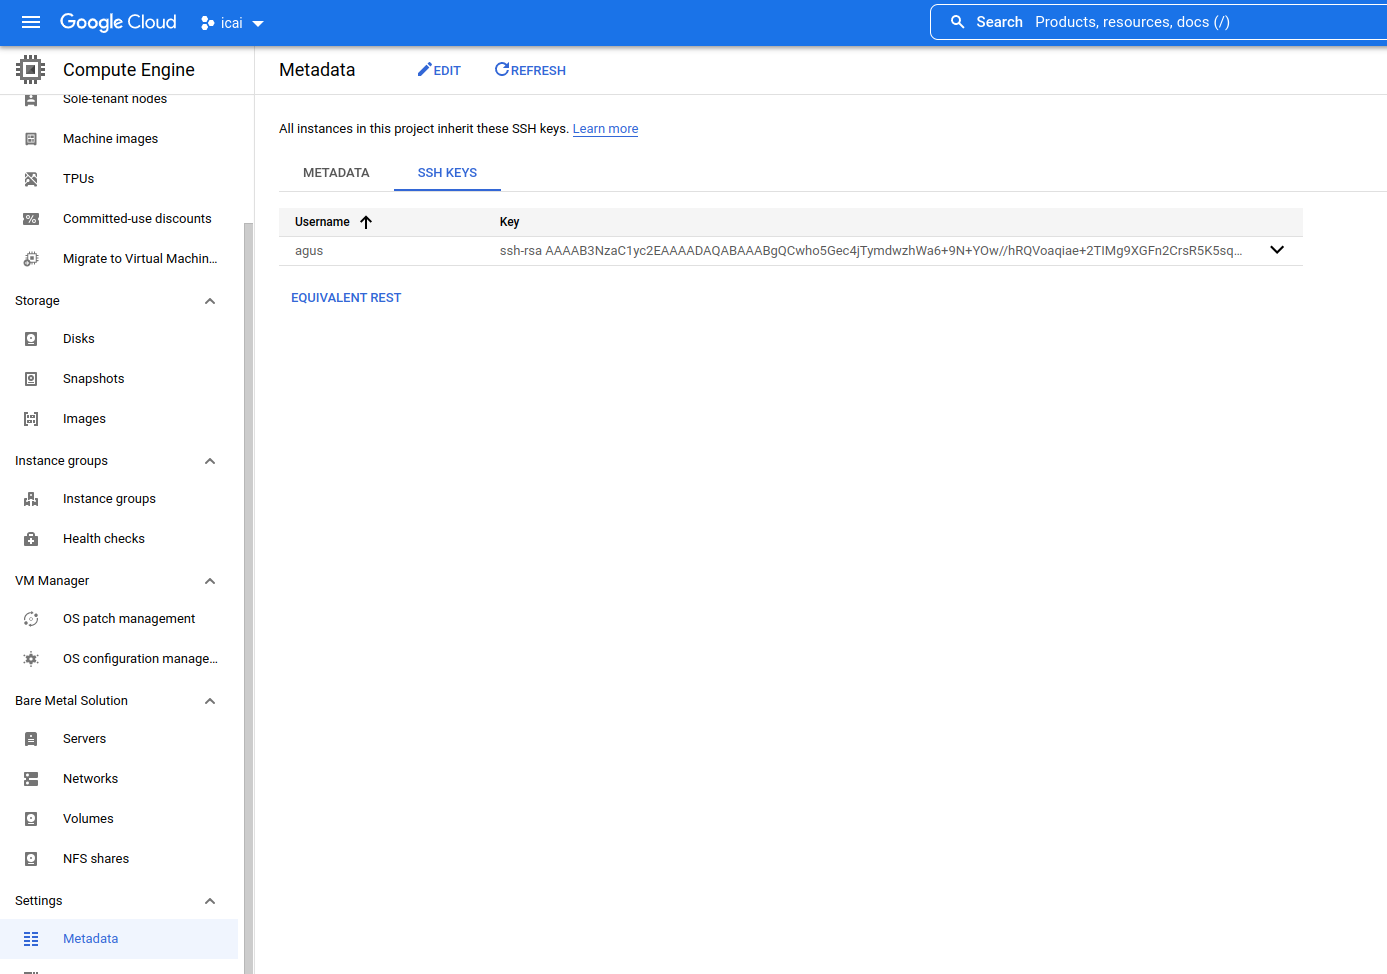 Google Cloud
icai
Search Products, resources, docs (/)
Compute Engine
Metadata
EDIT
REFRESH
Sole-tenant nodes
Machine images
TPUs
Committed-use discounts
Migrate to Virtual Machin...
Storage
Disks
Snapshots
Images
Instance groups
Instance groups
Health checks
VM Manager
OS patch management
OS configuration manage...
Bare Metal Solution
Servers
Networks
Volumes
NFS shares
Settings
Metadata
All instances in this project inherit these SSH keys. Learn more
METADATA
SSH KEYS
Username Key
agus ssh-rsa AAAAB3NzaC1yc2EAAAADAQABAAABgQCwho5Gec4jTymdwzhWa6+9N+YOw//hRQVoaqiae+2TIMg9XGFn2CrsR5K5sq...
EQUIVALENT REST